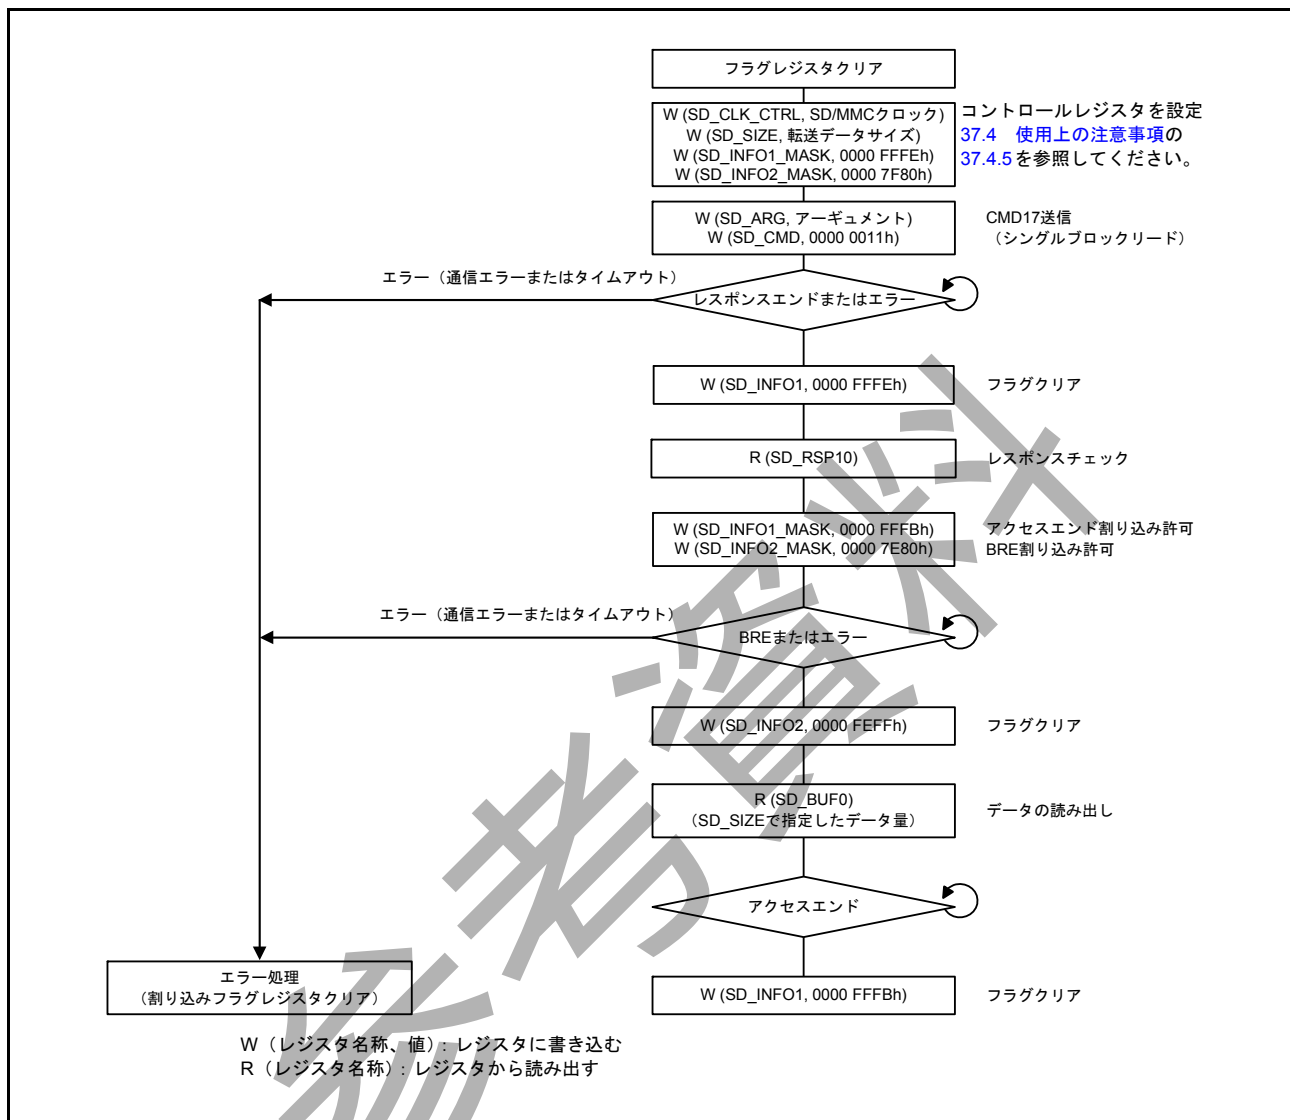 フラグレジスタクリア
W (SD_CLK_CTRL, SD/MMCクロック)
W (SD_SIZE, 転送データサイズ)
W (SD_INFO1_MASK, 0000 FFFEh)
W (SD_INFO2_MASK, 0000 7F80h)
コントロールレジスタを設定
37.4 使用上の注意事項の
37.4.5を参照してください。
W (SD_ARG, アーギュメント)
W (SD_CMD, 0000 0011h)
CMD17送信
（シングルブロックリード）
エラー（通信エラーまたはタイムアウト）
レスポンスエンドまたはエラー
W (SD_INFO1, 0000 FFFEh)
フラグクリア
R (SD_RSP10)
レスポンスチェック
W (SD_INFO1_MASK, 0000 FFFBh)
W (SD_INFO2_MASK, 0000 7E80h)
アクセスエンド割り込み許可
BRE割り込み許可
エラー（通信エラーまたはタイムアウト）
BREまたはエラー
W (SD_INFO2, 0000 FEFFh)
フラグクリア
R (SD_BUF0)
（SD_SIZEで指定したデータ量）
データの読み出し
アクセスエンド
エラー処理
（割り込みフラグレジスタクリア）
W (SD_INFO1, 0000 FFFBh)
フラグクリア
W（レジスタ名称、値）: レジスタに書き込む
R（レジスタ名称）: レジスタから読み出す
参考資料